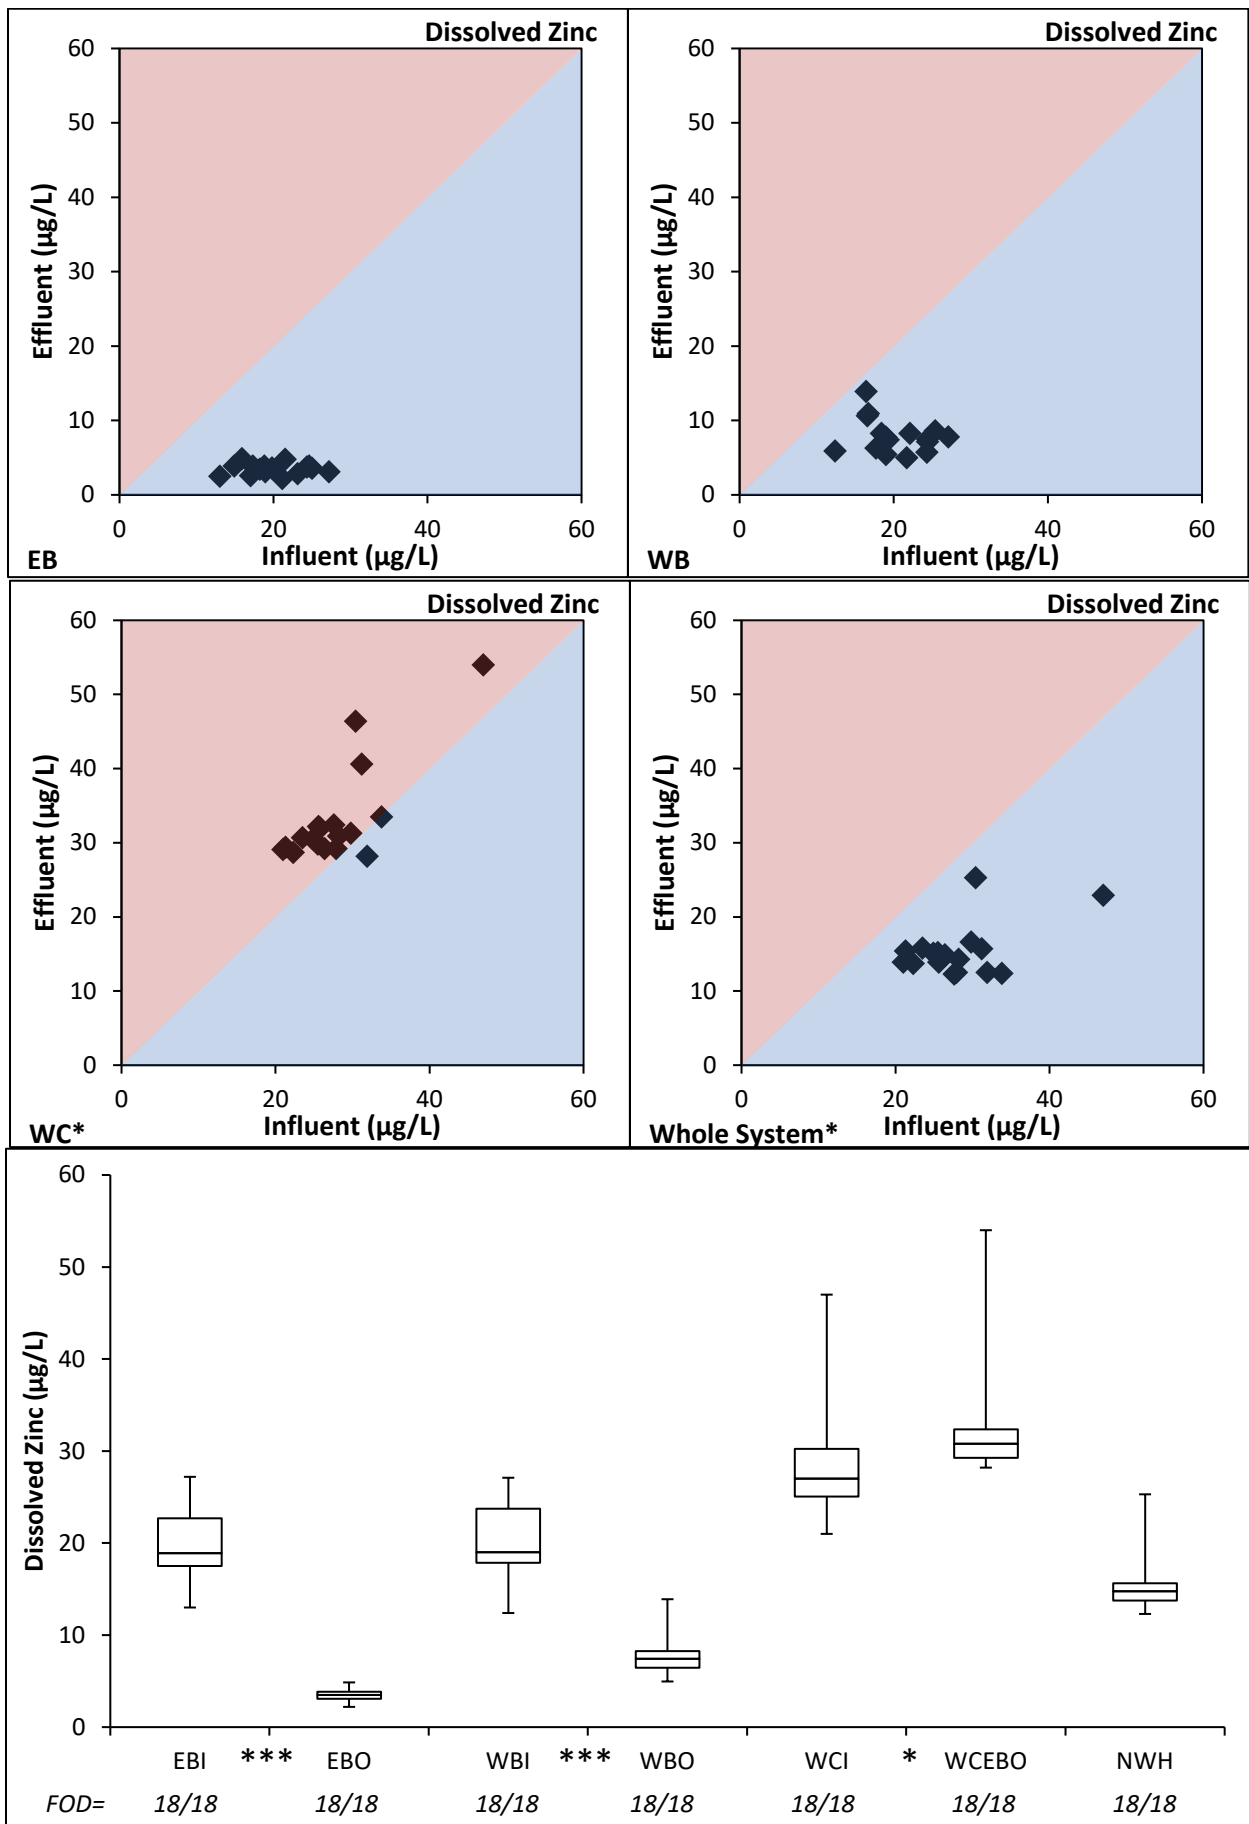 Dissolved Zinc
60
50
40
30
20
10
0
Effluent (µg/L)
0 20 40 60
Influent (µg/L)
EB
Dissolved Zinc
60
50
40
30
20
10
0
Effluent (µg/L)
0 20 40 60
Influent (µg/L)
WB
Dissolved Zinc
60
50
40
30
20
10
0
Effluent (µg/L)
0 20 40 60
Influent (µg/L)
WC*
Dissolved Zinc
60
50
40
30
20
10
0
Effluent (µg/L)
0 20 40 60
Influent (µg/L)
Whole System*
60
50
40
30
20
10
0
Dissolved Zinc (µg/L)
EBI *** EBO WBI *** WBO WCI * WCEBO NWH
FOD= 18/18 18/18 18/18 18/18 18/18 18/18 18/18